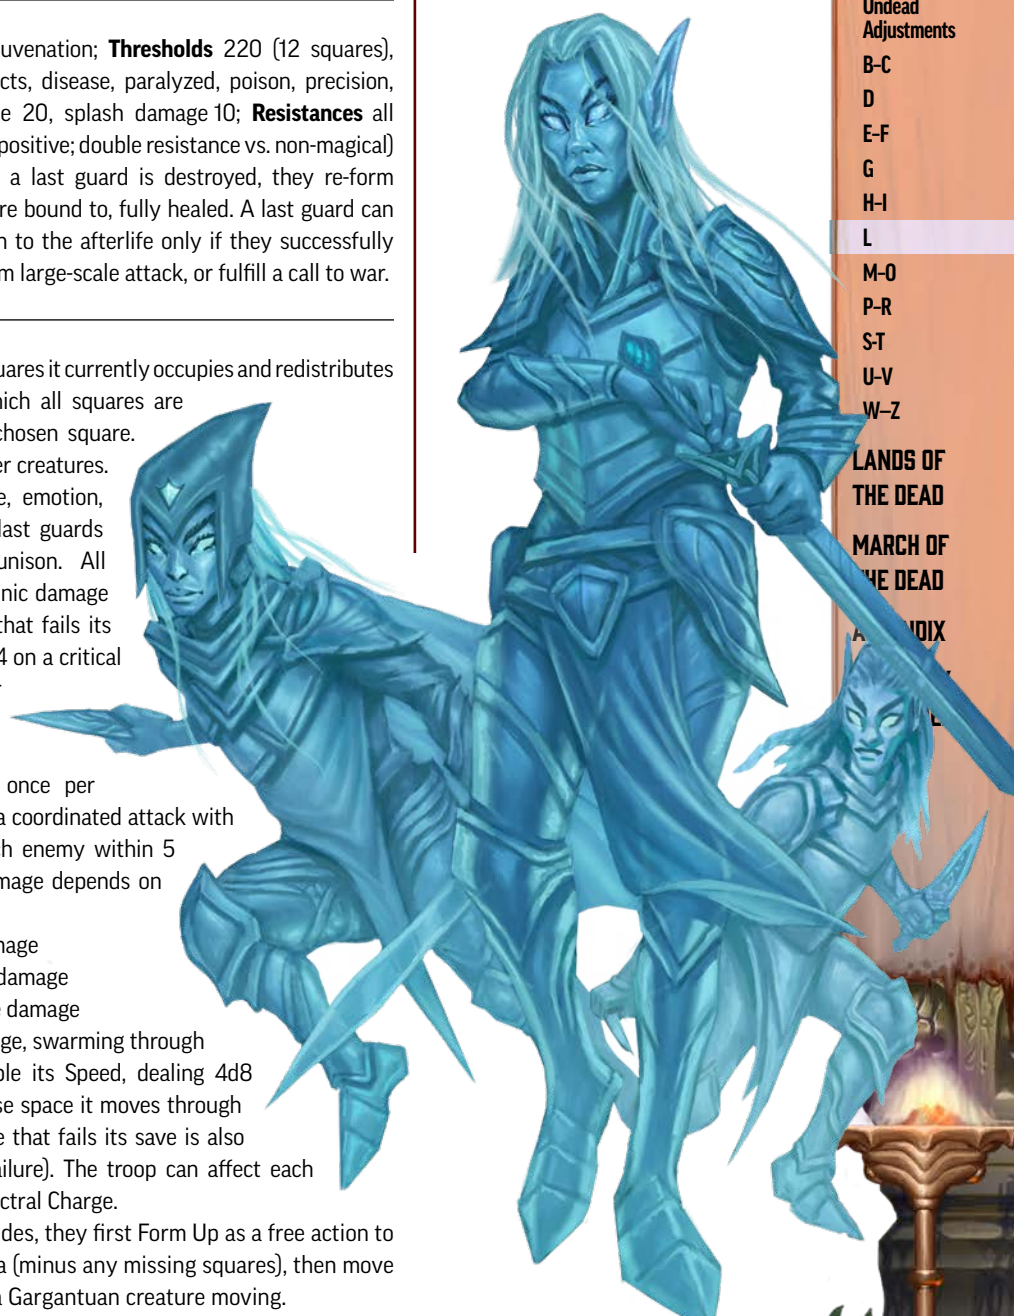 uvenation; Thresholds 220 (12 squares),
cts, disease, paralyzed, poison, precision,
e 20, splash damage 10; Resistances all
positive; double resistance vs. non-magical)
a last guard is destroyed, they re-form
re bound to, fully healed. A last guard can
n to the afterlife only if they successfully
m large-scale attack, or fulfill a call to war.
uares it currently occupies and redistributes
hich all squares are
chosen square.
er creatures.
e, emotion,
last guards
unison. All
nic damage
that fails its
4 on a critical
once per
a coordinated attack with
ch enemy within 5
mage depends on
mage
damage
e damage
ge, swarming through
ble its Speed, dealing 4d8
se space it moves through
e that fails its save is also
ailure). The troop can affect each
ctral Charge.
des, they first Form Up as a free action to
a (minus any missing squares), then move
a Gargantuan creature moving.
Undead
Adjustments
B–C
D
E–F
G
H–I
L
M–O
P–R
S-T
U–V
W–Z
LANDS OF
THE DEAD
MARCH OF
HE DEAD
A NDIX